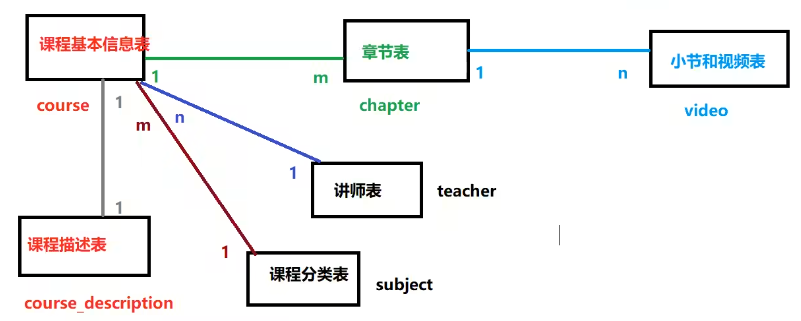 课程基本信息表
章节表
小节和视频表
1
m
1
n
course
1
chapter
video
m
n
1
讲师表
teacher
1
课程描述表
1
课程分类表
subject
course_description